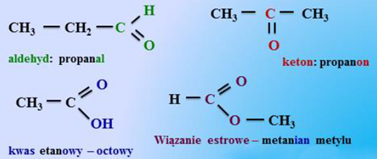 CH₃ — CH₂ — C
H
O
aldehyd: propanal
CH₃ — C — CH₃
O
keton: propanon
CH₃ — C
O
OH
kwas etanowy – octowy
H — C
O
O — CH₃
Wiązanie estrowe – metanian metylu